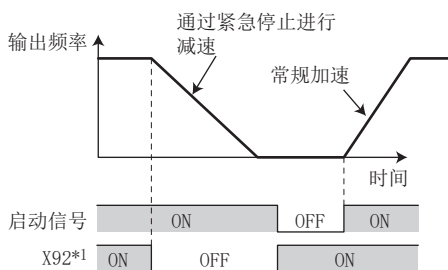 通过紧急停止进行
减速
输出频率
常规加速
时间
启动信号
ON
OFF
ON
X92*1
ON
OFF
ON